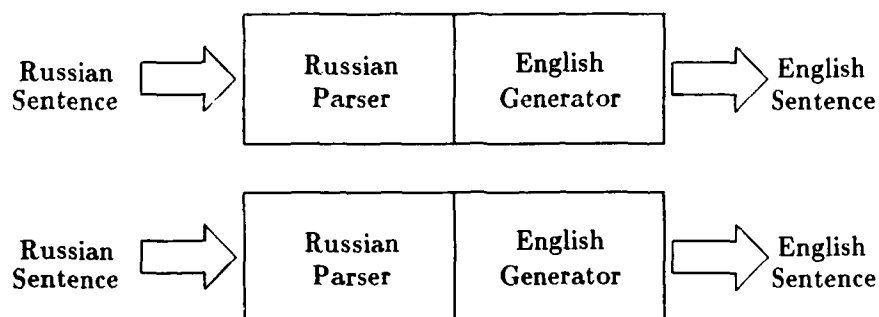 Russian
Sentence
Russian
Parser
English
Generator
English
Sentence
Russian
Sentence
Russian
Parser
English
Generator
English
Sentence